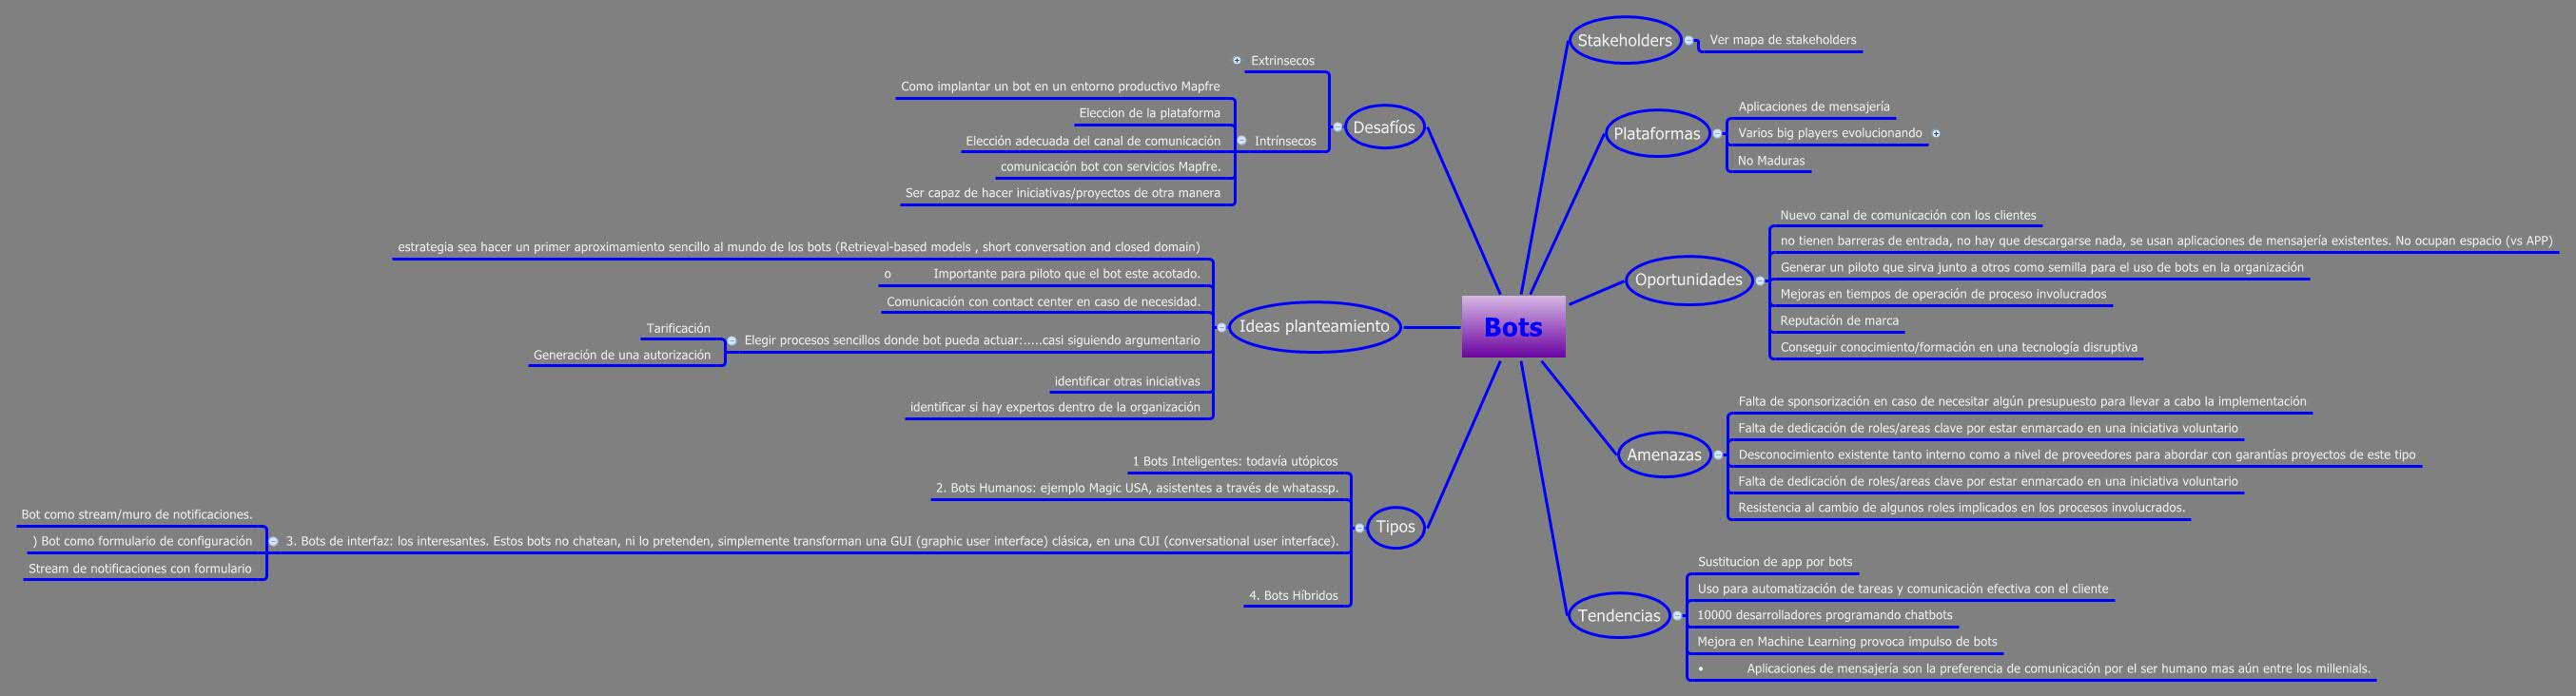 Bots
Stakeholders
Ver mapa de stakeholders
Plataformas
Aplicaciones de mensajería
Varios big players evolucionando
No Maduras
Oportunidades
Nuevo canal de comunicación con los clientes
no tienen barreras de entrada, no hay que descargarse nada, se usan aplicaciones de mensajería existentes. No ocupan espacio (vs APP)
Generar un piloto que sirva junto a otros como semilla para el uso de bots en la organización
Mejoras en tiempos de operación de proceso involucrados
Reputación de marca
Conseguir conocimiento/formación en una tecnología disruptiva
Amenazas
Falta de sponsorización en caso de necesitar algún presupuesto para llevar a cabo la implementación
Falta de dedicación de roles/areas clave por estar enmarcado en una iniciativa voluntario
Desconocimiento existente tanto interno como a nivel de proveedores para abordar con garantías proyectos de este tipo
Falta de dedicación de roles/areas clave por estar enmarcado en una iniciativa voluntario
Resistencia al cambio de algunos roles implicados en los procesos involucrados.
Tendencias
Sustitucion de app por bots
Uso para automatización de tareas y comunicación efectiva con el cliente
10000 desarrolladores programando chatbots
Mejora en Machine Learning provoca impulso de bots
• Aplicaciones de mensajería son la preferencia de comunicación por el ser humano mas aún entre los millenials.
Desafíos
Extrinsecos
Intrínsecos
Como implantar un bot en un entorno productivo Mapfre
Eleccion de la plataforma
Elección adecuada del canal de comunicación
comunicación bot con servicios Mapfre.
Ser capaz de hacer iniciativas/proyectos de otra manera
Ideas planteamiento
estrategia sea hacer un primer aproximamiento sencillo al mundo de los bots (Retrieval-based models , short conversation and closed domain)
o Importante para piloto que el bot este acotado.
Comunicación con contact center en caso de necesidad.
Elegir procesos sencillos donde bot pueda actuar:.....casi siguiendo argumentario
Tarificación
Generación de una autorización
identificar otras iniciativas
identificar si hay expertos dentro de la organización
Tipos
1 Bots Inteligentes: todavía utópicos
2. Bots Humanos: ejemplo Magic USA, asistentes a través de whatassp.
3. Bots de interfaz: los interesantes. Estos bots no chatean, ni lo pretenden, simplemente transforman una GUI (graphic user interface) clásica, en una CUI (conversational user interface).
Bot como stream/muro de notificaciones.
) Bot como formulario de configuración
Stream de notificaciones con formulario
4. Bots Híbridos